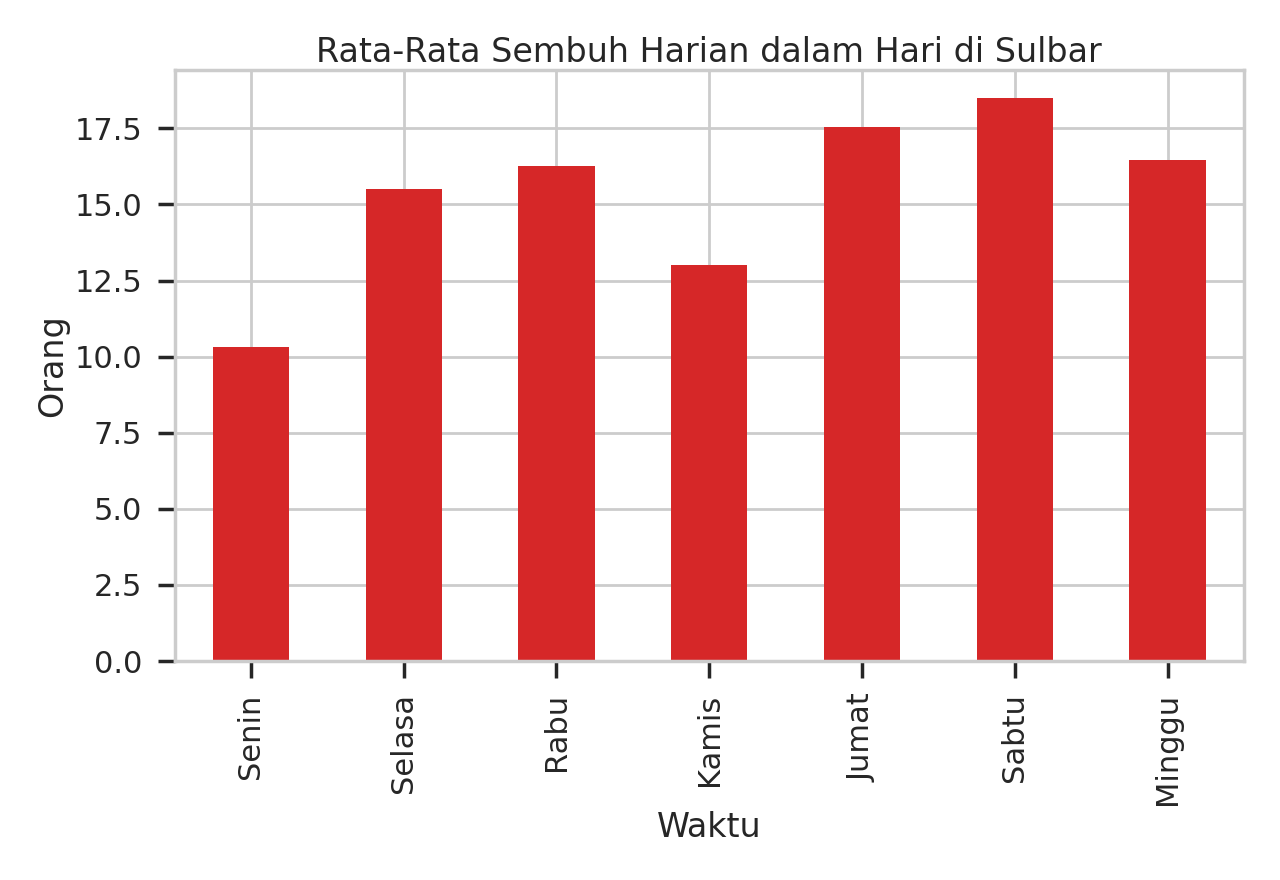 Rata-Rata Sembuh Harian dalam Hari di Sulbar
17.5
15.0
12.5
10.0
7.5
5.0
2.5
0.0
Orang
Senin
Selasa
Rabu
Kamis
Jumat
Sabtu
Minggu
Waktu